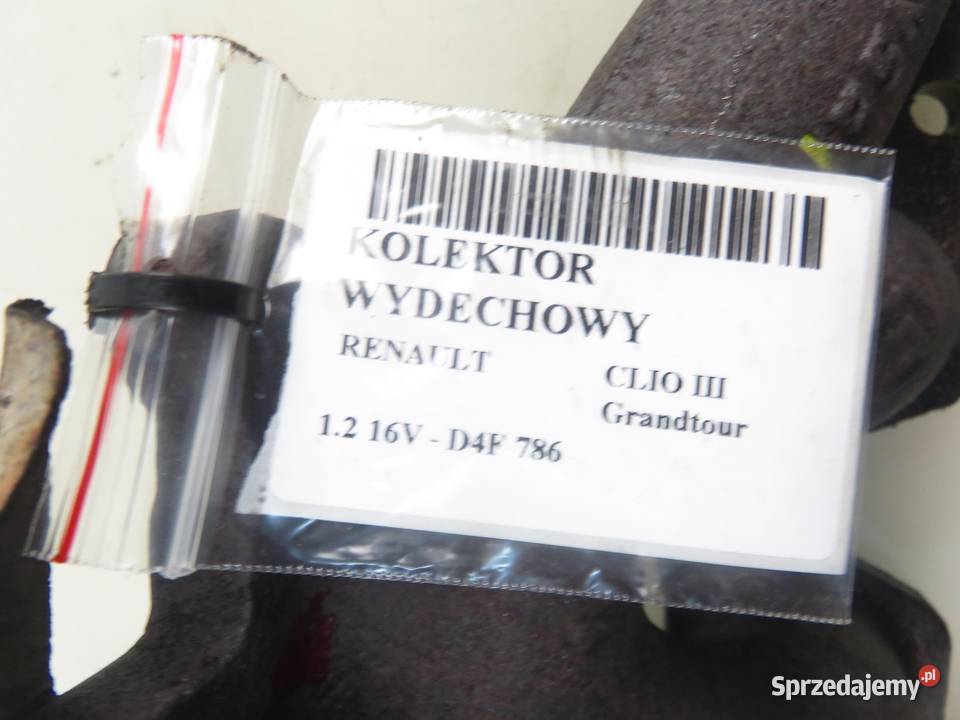 KOLEKTOR
WYDECHOWY
RENAULT
CLIO III
Grandtour
1.2 16V - D4F 786
Sprzedajemy.pl